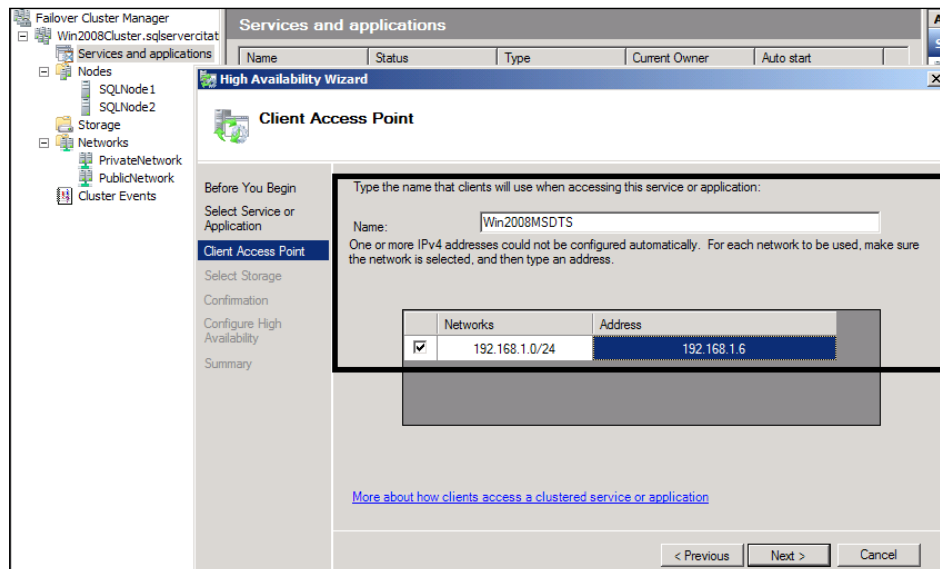 Failover Cluster Manager
Win2008Cluster.sqlservercitat
Services and applications
Nodes
SQLNode1
SQLNode2
Storage
Networks
PrivateNetwork
PublicNetwork
Cluster Events
Services and applications
Name Status Type Current Owner Auto start
High Availability Wizard
Client Access Point
Before You Begin
Select Service or
Application
Client Access Point
Select Storage
Confirmation
Configure High
Availability
Summary
Type the name that clients will use when accessing this service or application:
Name: Win2008MSDTS
One or more IPv4 addresses could not be configured automatically. For each network to be used, make sure
the network is selected, and then type an address.
Networks Address
192.168.1.0/24 192.168.1.6
More about how clients access a clustered service or application
< Previous Next > Cancel